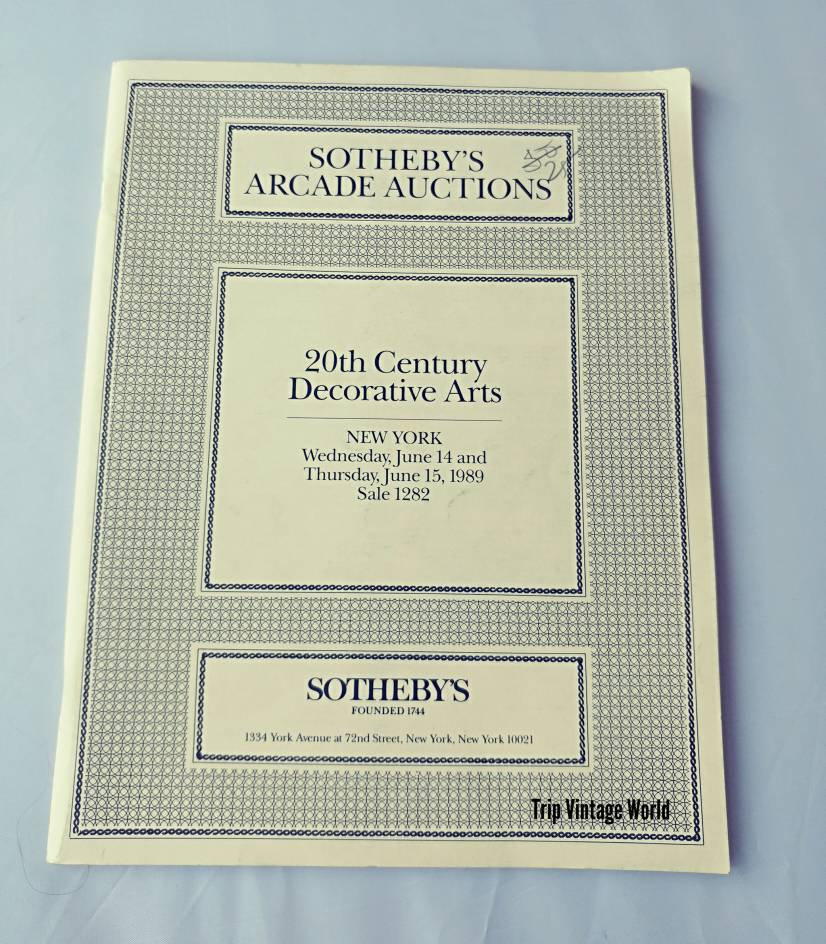 SOTHEBY'S
ARCADE AUCTIONS
20th Century
Decorative Arts
NEW YORK
Wednesday, June 14 and
Thursday, June 15, 1989
Sale 1282
SOTHEBY'S
FOUNDED 1744
1334 York Avenue at 72nd Street, New York, New York 10021
Trip Vintage World